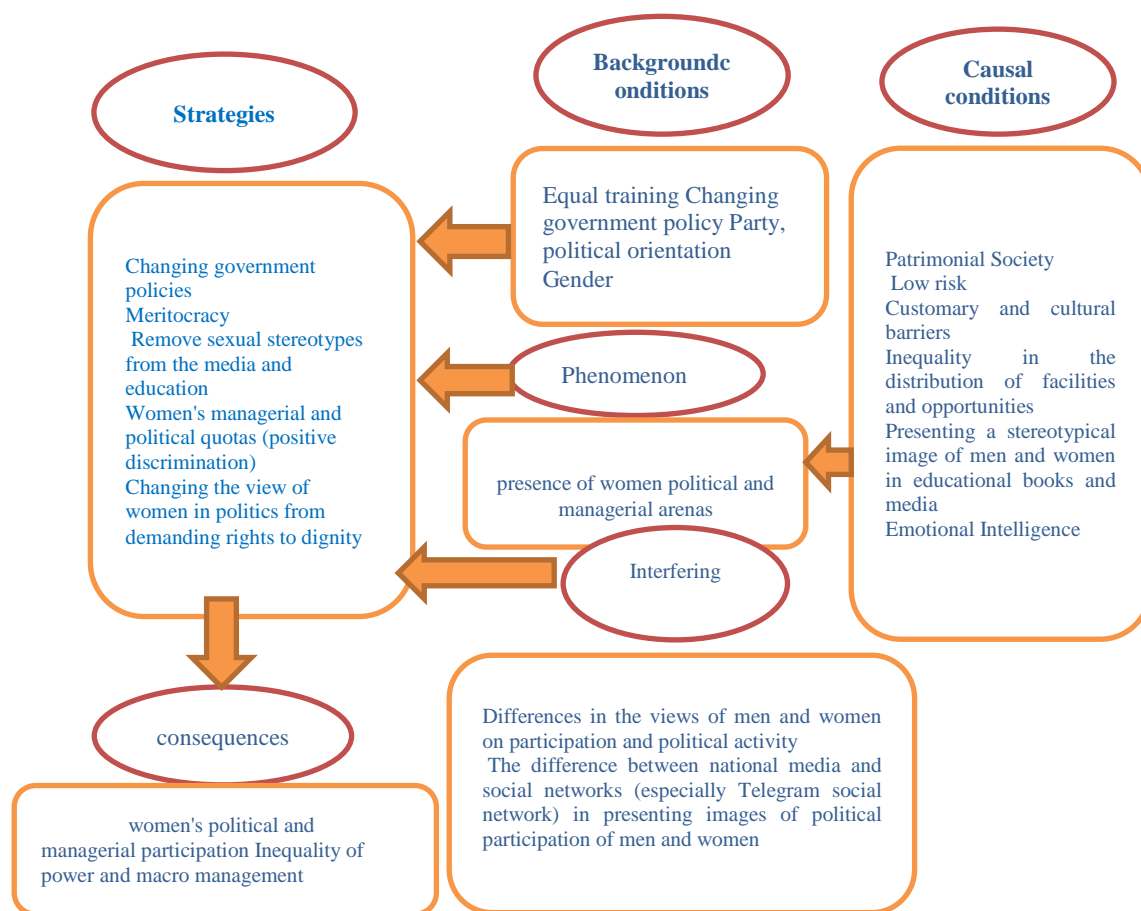 Strategies
Changing government
policies
Meritocracy
Remove sexual stereotypes
from the media and
education
Women's managerial and
political quotas (positive
discrimination)
Changing the view of
women in politics from
demanding rights to dignity
Backgroundc
onditions
Equal training Changing
government policy Party,
political orientation
Gender
Causal
conditions
Patrimonial Society
Low risk
Customary and cultural
barriers
Inequality in the
distribution of facilities
and opportunities
Presenting a stereotypical
image of men and women
in educational books and
media
Emotional Intelligence
Phenomenon
presence of women political and
managerial arenas
Interfering
Differences in the views of men and women
on participation and political activity
The difference between national media and
social networks (especially Telegram social
network) in presenting images of political
participation of men and women
consequences
women's political and
managerial participation Inequality of
power and macro management